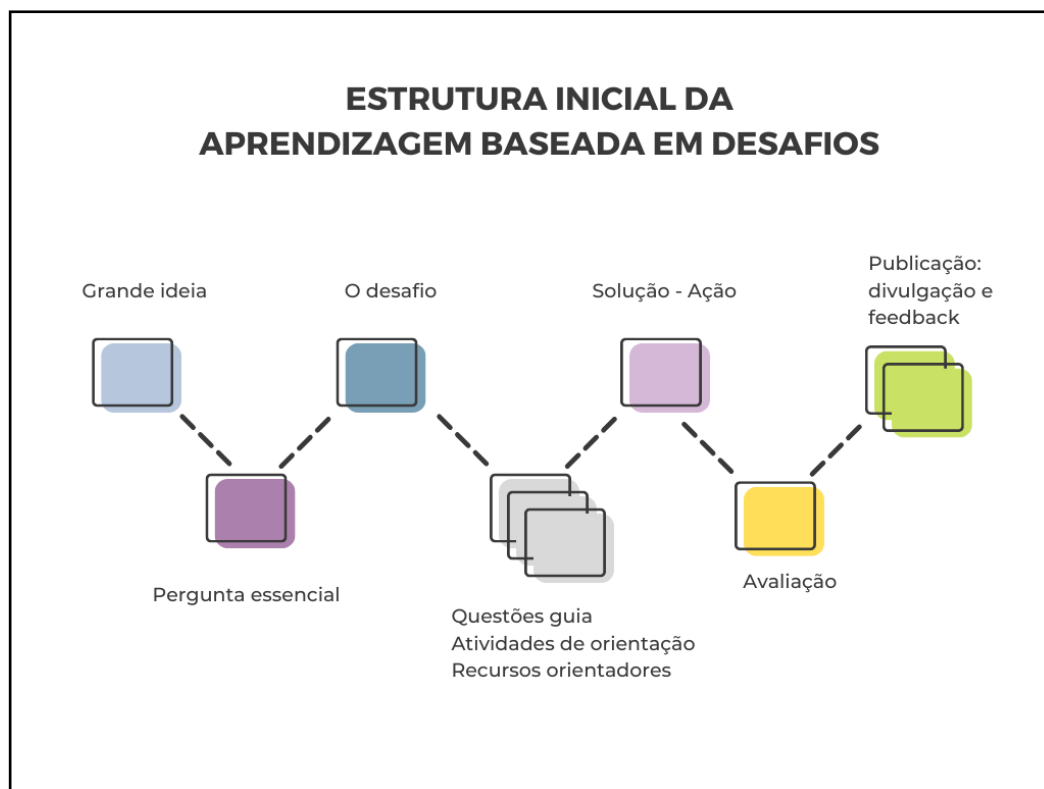 ESTRUTURA INICIAL DA
APRENDIZAGEM BASEADA EM DESAFIOS
Grande ideia
Pergunta essencial
O desafio
Questões guia
Atividades de orientação
Recursos orientadores
Solução - Ação
Avaliação
Publicação:
divulgação e
feedback